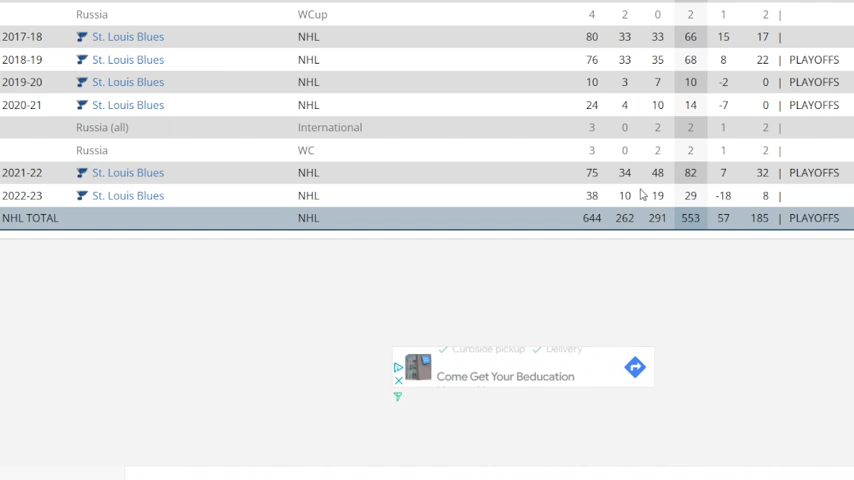 Russia WCup 4 2 0 2 1 2 |
2017-18 St. Louis Blues NHL 80 33 33 66 15 17 |
2018-19 St. Louis Blues NHL 76 33 35 68 8 22 | PLAYOFFS
2019-20 St. Louis Blues NHL 10 3 7 10 -2 0 | PLAYOFFS
2020-21 St. Louis Blues NHL 24 4 10 14 -7 0 | PLAYOFFS
Russia (all) International 3 0 2 2 1 2 |
Russia WC 3 0 2 2 1 2 |
2021-22 St. Louis Blues NHL 75 34 48 82 7 32 | PLAYOFFS
2022-23 St. Louis Blues NHL 38 10 19 29 -18 8 |
NHL TOTAL NHL 644 262 291 553 57 185 | PLAYOFFS
Curbside pickup Delivery
Come Get Your Beducation